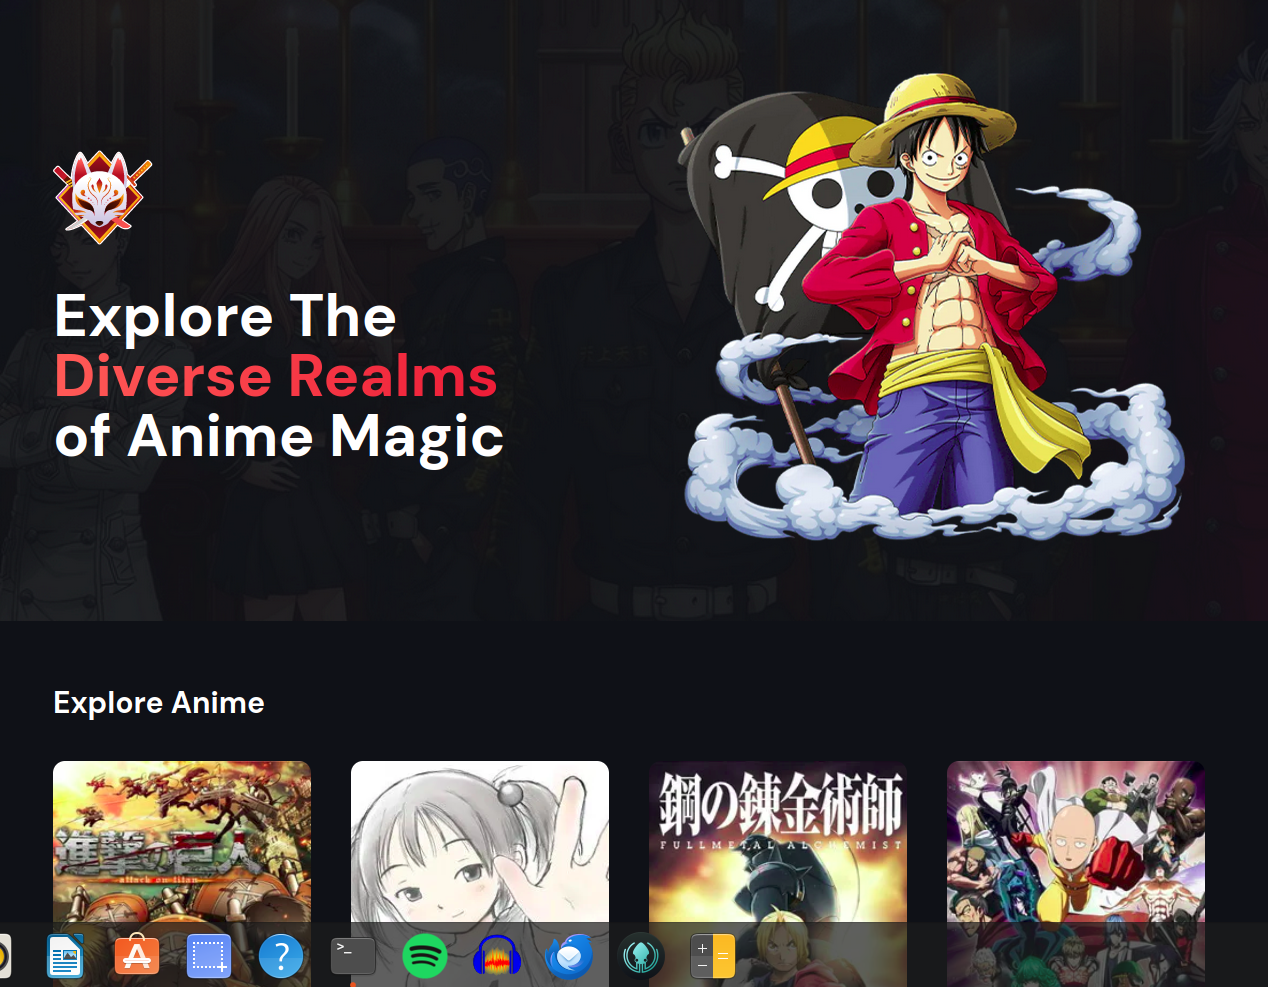 Explore The
Diverse Realms
of Anime Magic
Explore Anime
進撃の巨人
attack on titan
鋼の錬金術師
FULLMETAL ALCHEMIST